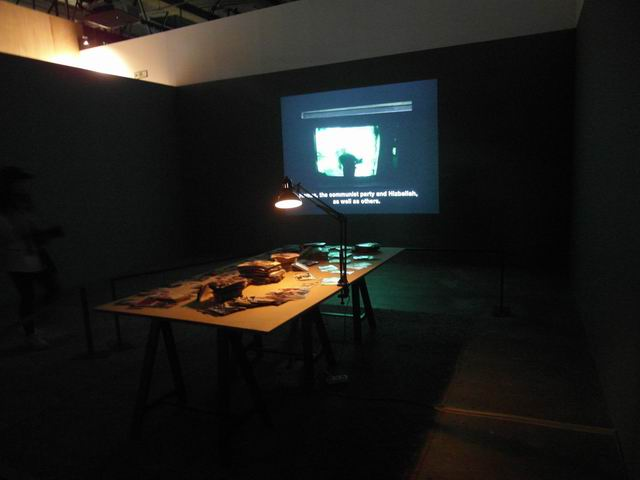 , the communist party and Hizballah,
as well as others.